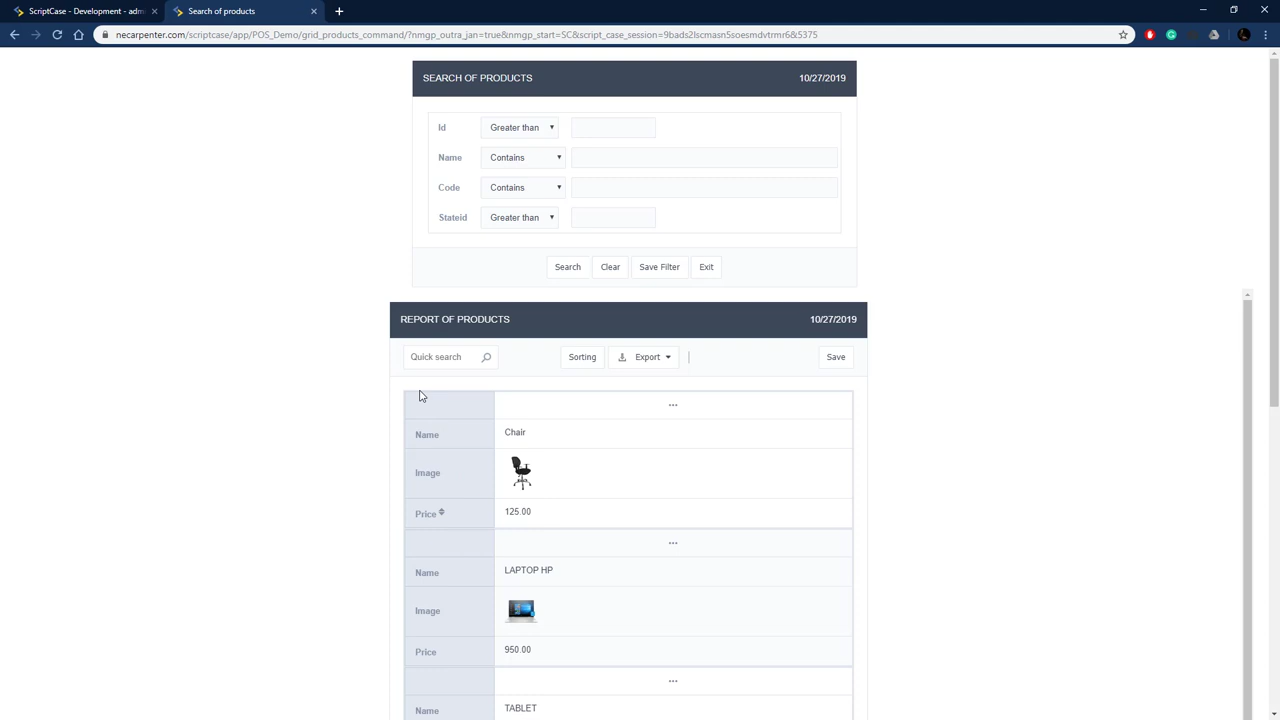 ScriptCase - Development - adm
Search of products
necarpenter.com/scriptcase/app/POS_Demo/grid_products_command/?nmgp_outra_jan=true&nmgp_start=SC&script_case_session=9bads2lscmasn5soesmdvtrmr6&5375
SEARCH OF PRODUCTS 10/27/2019
Id Greater than
Name Contains
Code Contains
Stateid Greater than
Search Clear Save Filter Exit
REPORT OF PRODUCTS 10/27/2019
Quick search Sorting Export Save
...
Name Chair
Image
Price 125.00
...
Name LAPTOP HP
Image
Price 950.00
...
Name TABLET